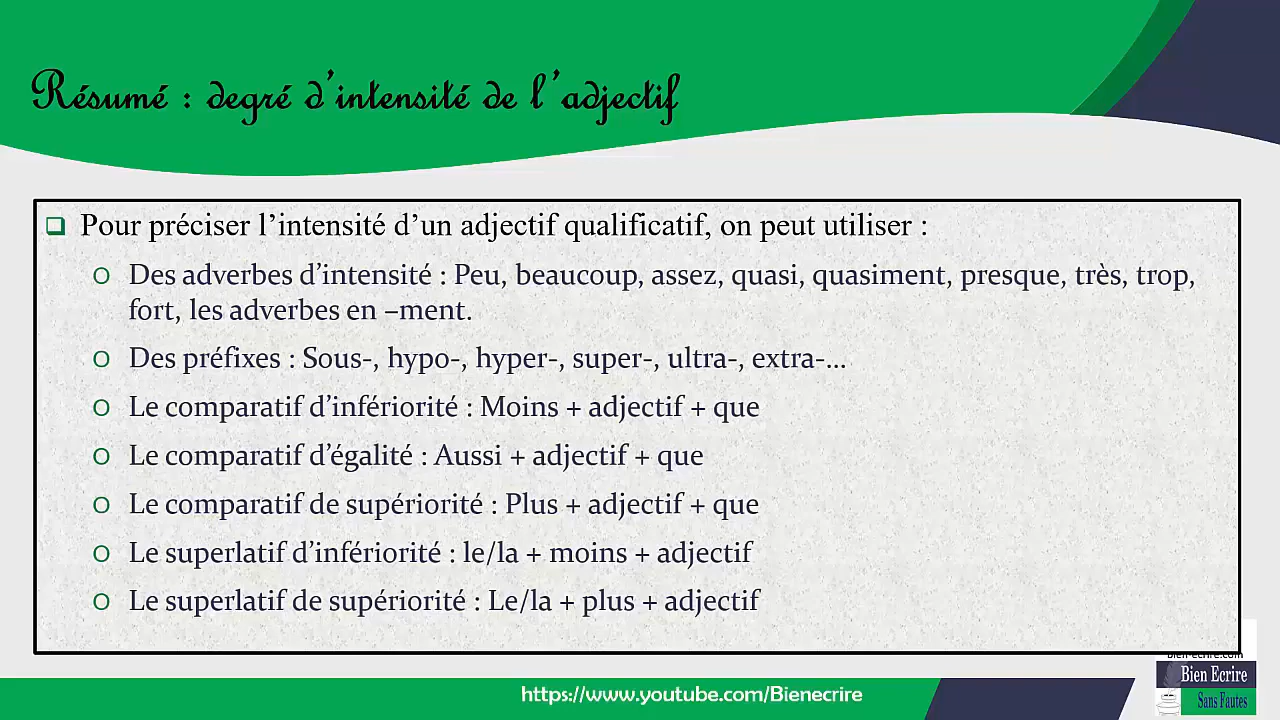 Résumé : degré d’intensité de l’adjectif
Pour préciser l’intensité d’un adjectif qualificatif, on peut utiliser :
o Des adverbes d’intensité : Peu, beaucoup, assez, quasi, quasiment, presque, très, trop,
fort, les adverbes en –ment.
o Des préfixes : Sous-, hypo-, hyper-, super-, ultra-, extra-...
o Le comparatif d’infériorité : Moins + adjectif + que
o Le comparatif d’égalité : Aussi + adjectif + que
o Le comparatif de supériorité : Plus + adjectif + que
o Le superlatif d’infériorité : le/la + moins + adjectif
o Le superlatif de supériorité : Le/la + plus + adjectif
bien-ecrire.com
Bien Ecrire
Sans Fautes
https://www.youtube.com/Bienecrire